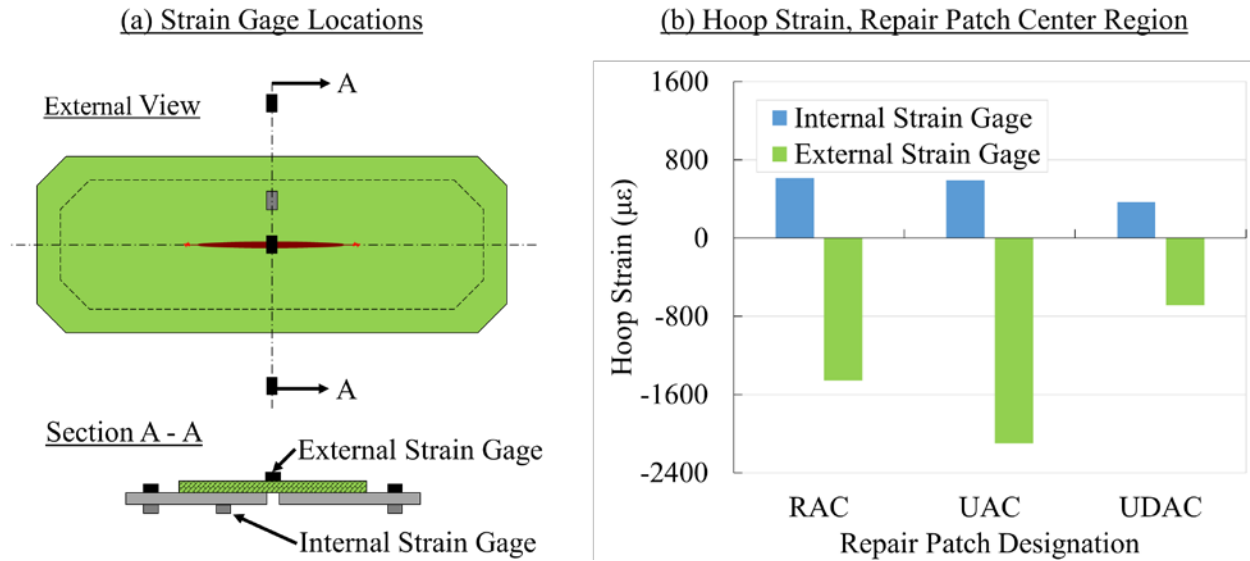 (a) Strain Gage Locations
External View
A
A
Section A - A
External Strain Gage
Internal Strain Gage
(b) Hoop Strain, Repair Patch Center Region
Internal Strain Gage
External Strain Gage
Hoop Strain (με)
1600
800
0
-800
-1600
-2400
RAC UAC UDAC
Repair Patch Designation